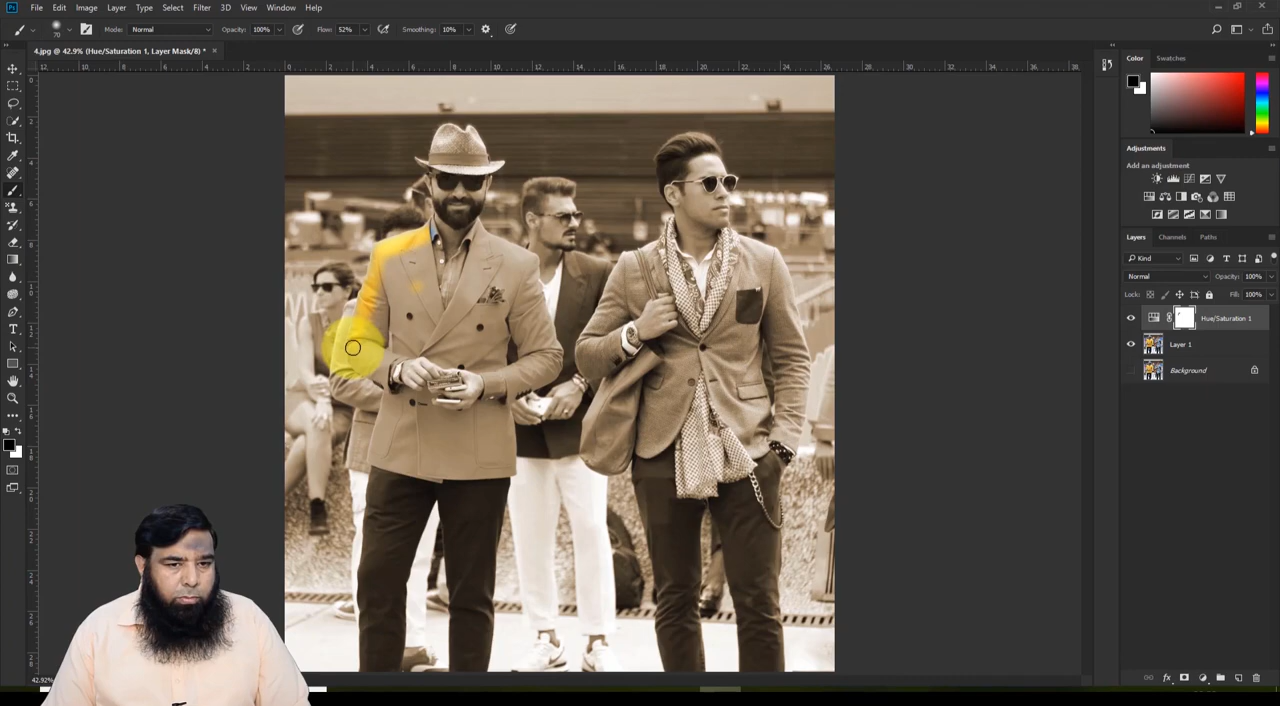 Ps File Edit Image Layer Type Select Filter 3D View Window Help
70 Mode: Normal Opacity: 100% Flow: 52% Smoothing: 10%
4.jpg @ 42.9% (Hue/Saturation 1, Layer Mask/8) * ×
Color Swatches
Adjustments
Add an adjustment
Layers Channels Paths
Kind
Normal Opacity: 100%
Lock: Fill: 100%
Hue/Saturation 1
Layer 1
Background
42.92%